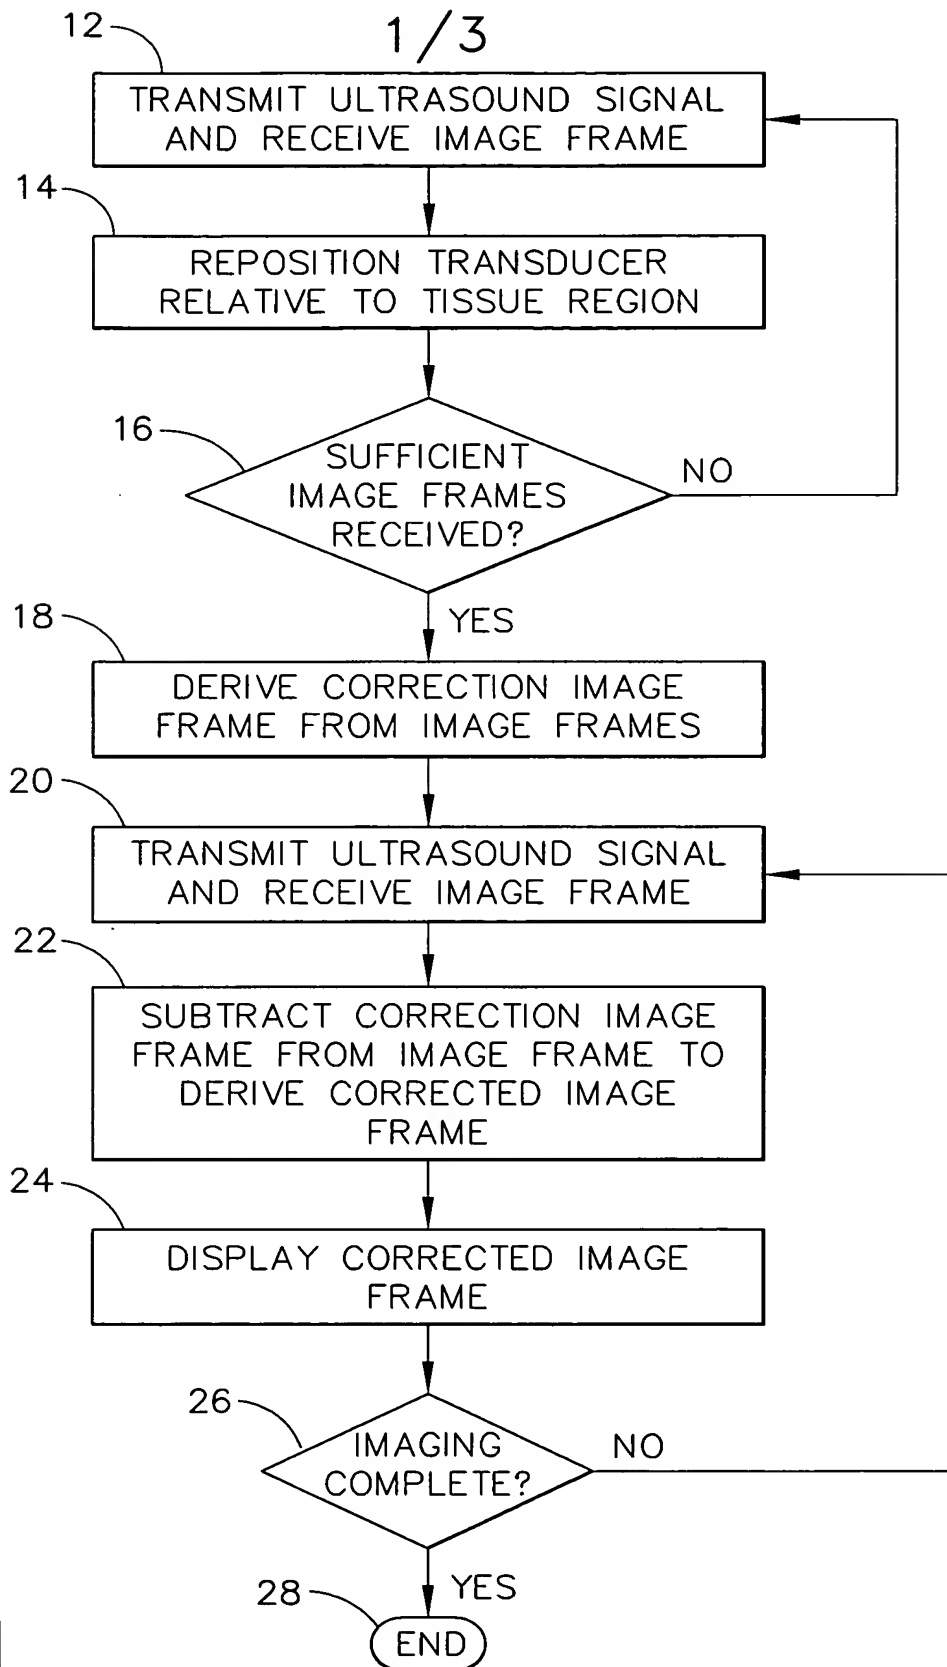 1/3
12
TRANSMIT ULTRASOUND SIGNAL
AND RECEIVE IMAGE FRAME
14
REPOSITION TRANSDUCER
RELATIVE TO TISSUE REGION
16
SUFFICIENT
IMAGE FRAMES
RECEIVED?
NO
YES
18
DERIVE CORRECTION IMAGE
FRAME FROM IMAGE FRAMES
20
TRANSMIT ULTRASOUND SIGNAL
AND RECEIVE IMAGE FRAME
22
SUBTRACT CORRECTION IMAGE
FRAME FROM IMAGE FRAME TO
DERIVE CORRECTED IMAGE
FRAME
24
DISPLAY CORRECTED IMAGE
FRAME
26
IMAGING
COMPLETE?
NO
YES
28
END